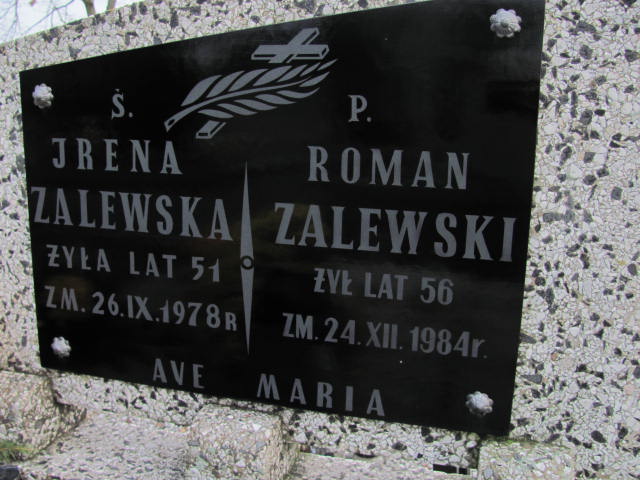 Ś. P.
JRENA
ZALEWSKA
ŻYŁA LAT 51
ZM. 26.IX.1978R
ROMAN
ZALEWSKI
ŻYŁ LAT 56
ZM. 24.XII.1984r.
AVE MARIA